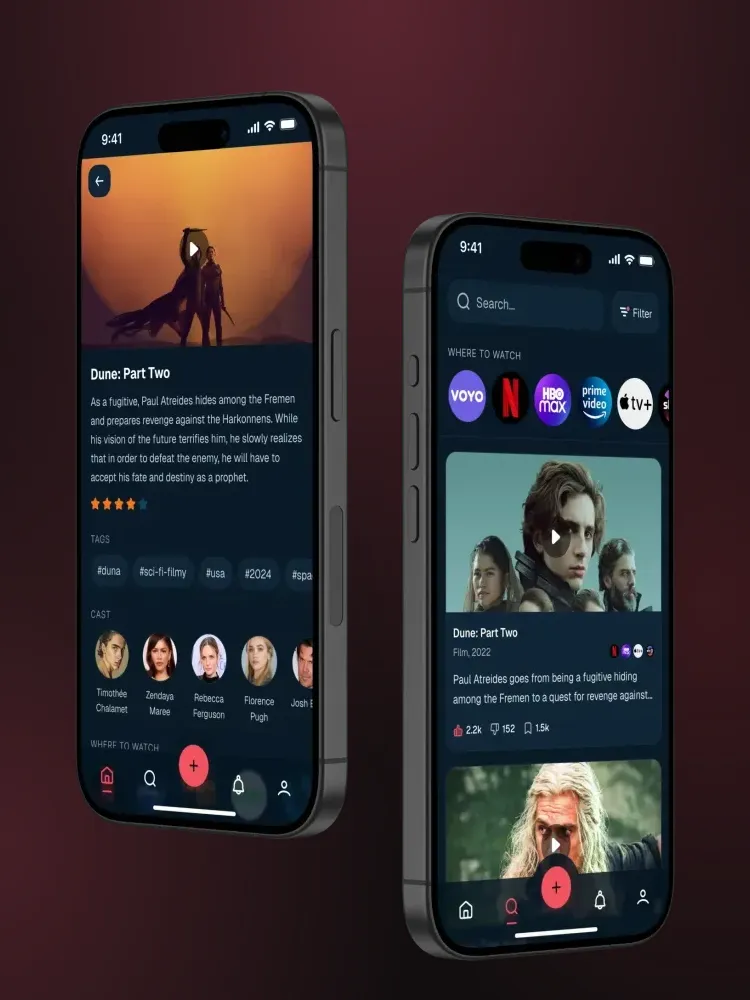 9:41
Dune: Part Two
As a fugitive, Paul Atreides hides among the Fremen
and prepares revenge against the Harkonnens. While
his vision of the future terrifies him, he slowly realizes
that in order to defeat the enemy, he will have to
accept his fate and destiny as a prophet.
TAGS
#duna #sci-fi-filmy #usa #2024 #spa
CAST
Timothée
Chalamet
Zendaya
Maree
Rebecca
Ferguson
Florence
Pugh
Josh B
WHERE TO WATCH
9:41
Search...
Filter
WHERE TO WATCH
VOYO
N
HBO
max
prime
video
tv+
Dune: Part Two
Film, 2022
Paul Atreides goes from being a fugitive hiding
among the Fremen to a quest for revenge against...
2.2k 152 1.5k